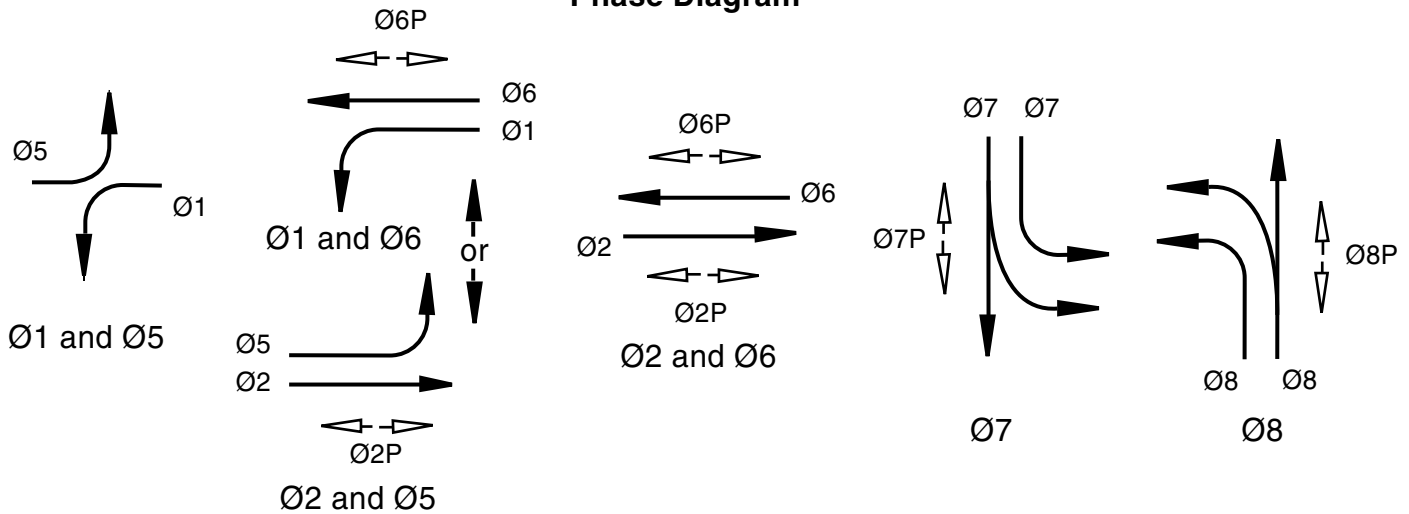 Phase Diagram
Ø5
Ø1
Ø1 and Ø5
Ø6P
Ø6
Ø1
Ø1 and Ø6
or
Ø5
Ø2
Ø2P
Ø2 and Ø5
Ø6P
Ø6
Ø2
Ø2P
Ø2 and Ø6
Ø7 Ø7
Ø7P
Ø7
Ø8P
Ø8 Ø8
Ø8